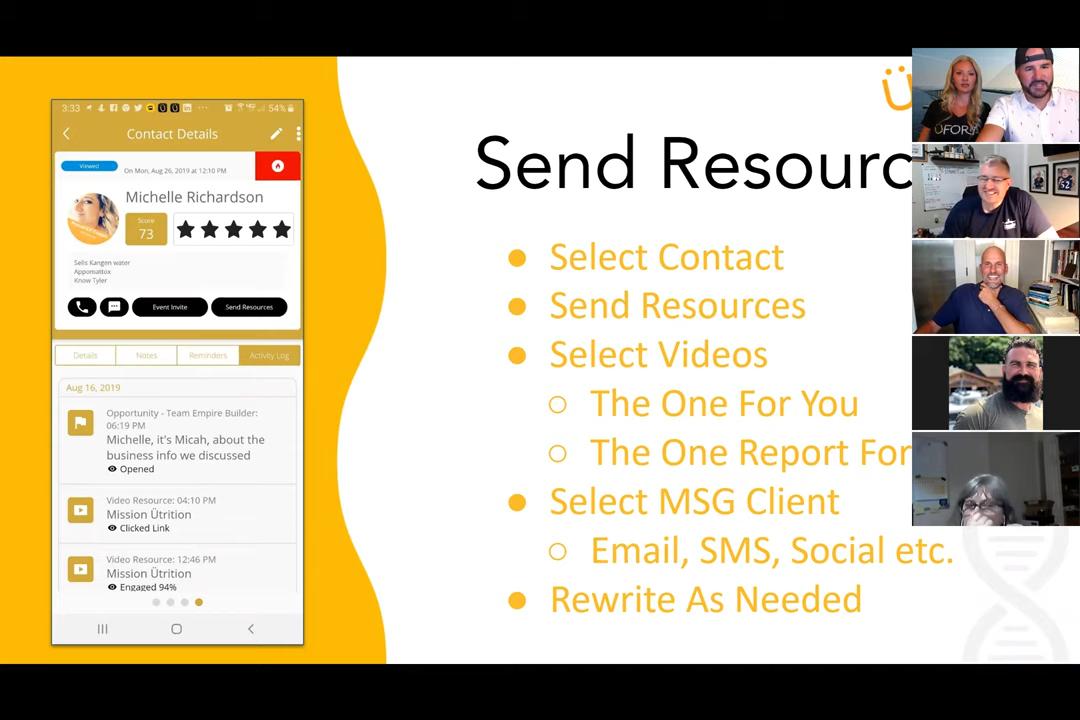 3:33
54%
Contact Details
Viewed
On Mon, Aug 26, 2019 at 12:10 PM
Michelle Richardson
Score
73
Sells Kangen water
Appomattox
Know Tyler
Event Invite
Send Resources
Details
Notes
Reminders
Activity Log
Aug 16, 2019
Opportunity - Team Empire Builder:
06:19 PM
Michelle, it's Micah, about the
business info we discussed
Opened
Video Resource: 04:10 PM
Mission Ütrition
Clicked Link
Video Resource: 12:46 PM
Mission Ütrition
Engaged 94%
Ü
Send Resourc
● Select Contact
● Send Resources
● Select Videos
○ The One For You
○ The One Report For
● Select MSG Client
○ Email, SMS, Social etc.
● Rewrite As Needed